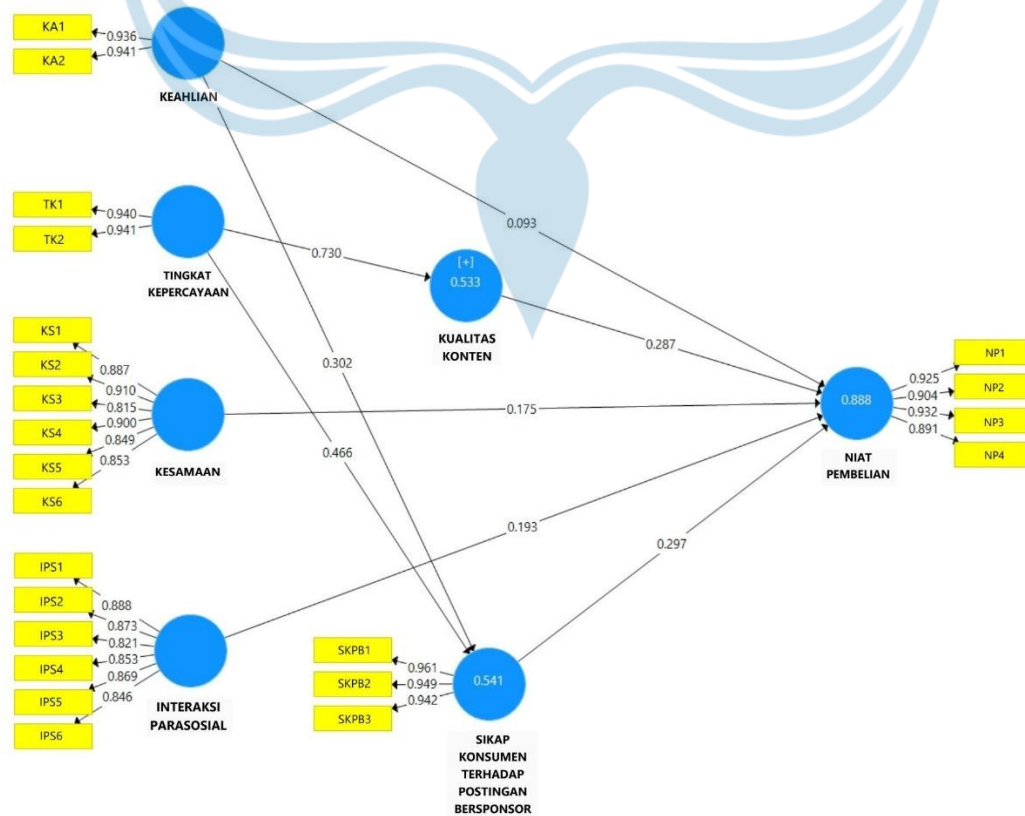 KA1
0.936
KA2
0.941
KEAHLIAN
TK1
0.940
TK2
0.941
TINGKAT
KEPERCAYAAN
0.093
0.730
[+]
0.533
KUALITAS
KONTEN
0.287
0.302
KS1
0.887
KS2
0.910
KS3
0.815
KS4
0.900
KS5
0.849
KS6
0.853
KESAMAAN
0.175
0.466
0.888
NIAT
PEMBELIAN
NP1
0.925
NP2
0.904
NP3
0.932
NP4
0.891
0.193
0.297
IPS1
0.888
IPS2
0.873
IPS3
0.821
IPS4
0.853
IPS5
0.869
IPS6
0.846
INTERAKSI
PARASOSIAL
SKPB1
0.961
SKPB2
0.949
SKPB3
0.942
0.541
SIKAP
KONSUMEN
TERHADAP
POSTINGAN
BERSPONSOR